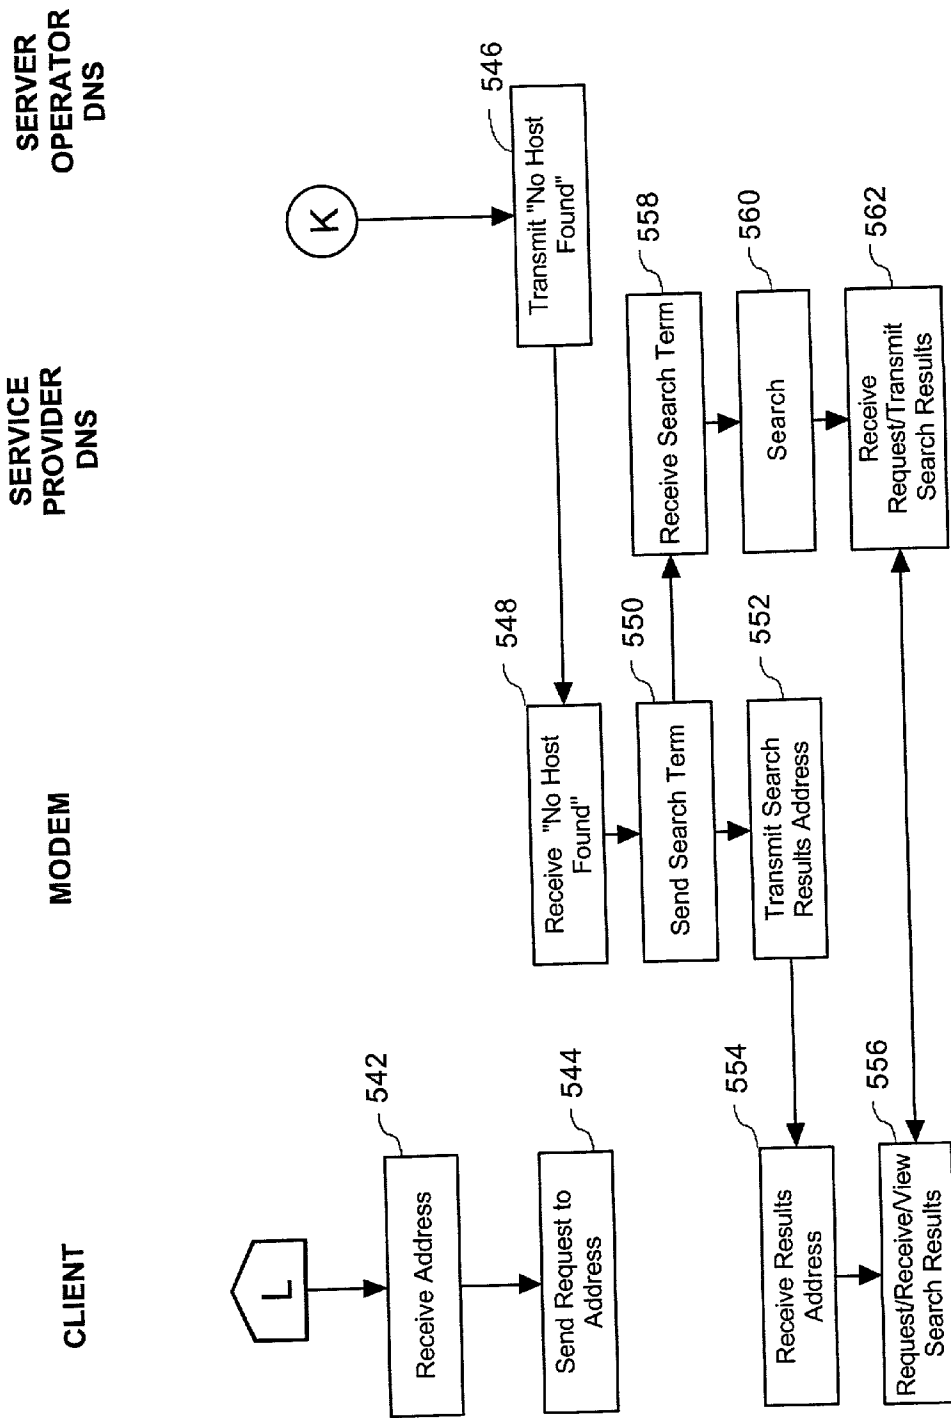 CLIENT
MODEM
SERVICE
PROVIDER
DNS
SERVER
OPERATOR
DNS
L
K
542
Receive Address
544
Send Request to
Address
546
Transmit "No Host
Found"
548
Receive "No Host
Found"
550
Send Search Term
558
Receive Search Term
552
Transmit Search
Results Address
560
Search
554
Receive Results
Address
562
Receive
Request/Transmit
Search Results
556
Request/Receive/View
Search Results